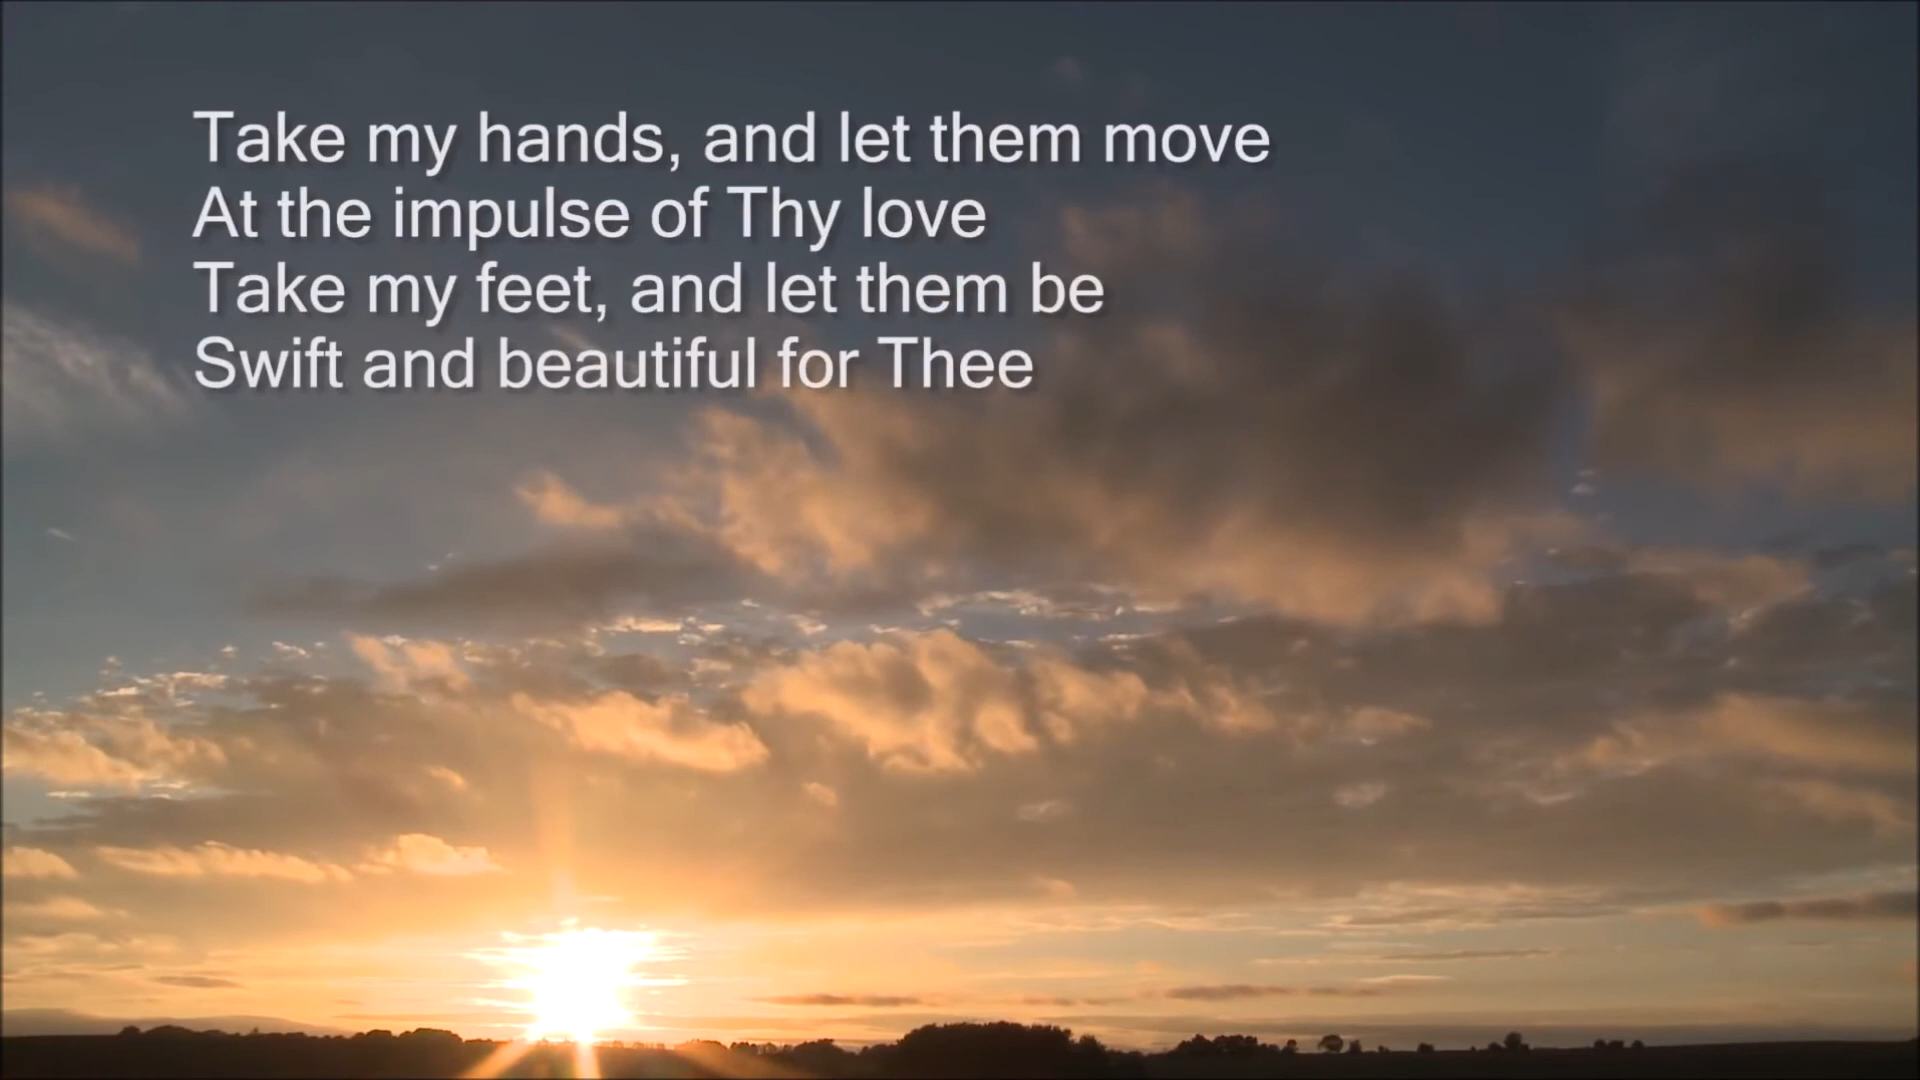 Take my hands, and let them move
At the impulse of Thy love
Take my feet, and let them be
Swift and beautiful for Thee